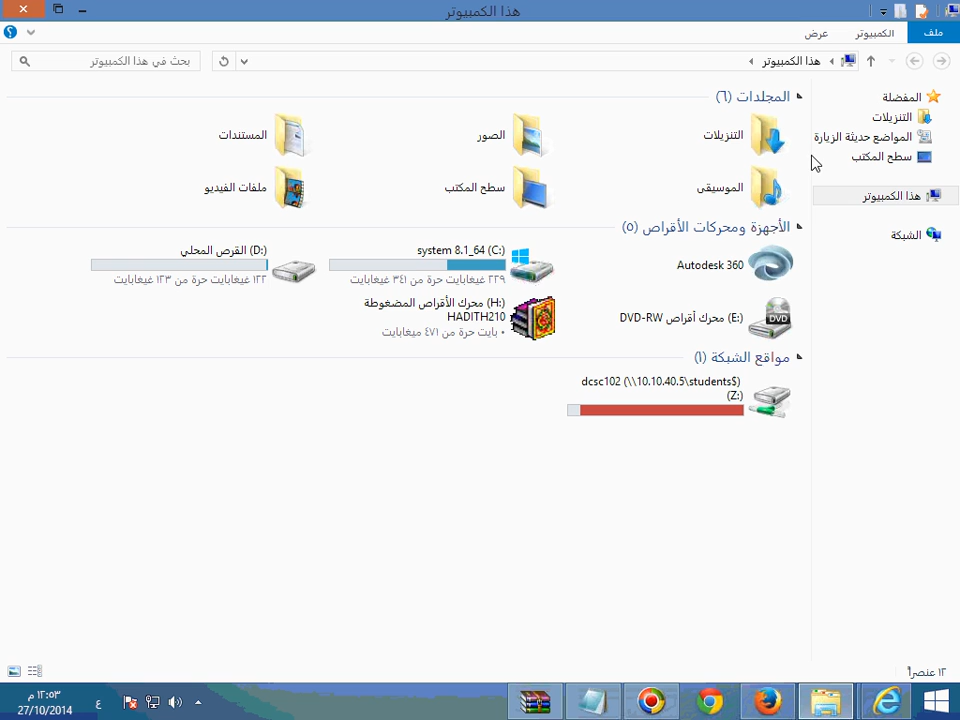 هذا الكمبيوتر
ملف
الكمبيوتر
عرض
هذا الكمبيوتر
بحث في هذا الكمبيوتر
المفضلة
التنزيلات
المواضع حديثة الزيارة
سطح المكتب
هذا الكمبيوتر
الشبكة
المجلدات (٦)
التنزيلات
الصور
المستندات
الموسيقى
سطح المكتب
ملفات الفيديو
الأجهزة ومحركات الأقراص (٥)
Autodesk 360
system 8.1_64 (C:)
٢٢٩ غيغابايت حرة من ٣٤١ غيغابايت
القرص المحلي (D:)
١٢٢ غيغابايت حرة من ١٢٣ غيغابايت
محرك أقراص DVD-RW (E:)
محرك الأقراص المضغوطة (H:)
HADITH210
٠ بايت حرة من ٤٧١ ميغابايت
مواقع الشبكة (١)
dcsc102 (\\10.10.40.5\students$)
(Z:)
DVD
١٢ عنصرًا
ع
١٢:٥٣ م
27/10/2014